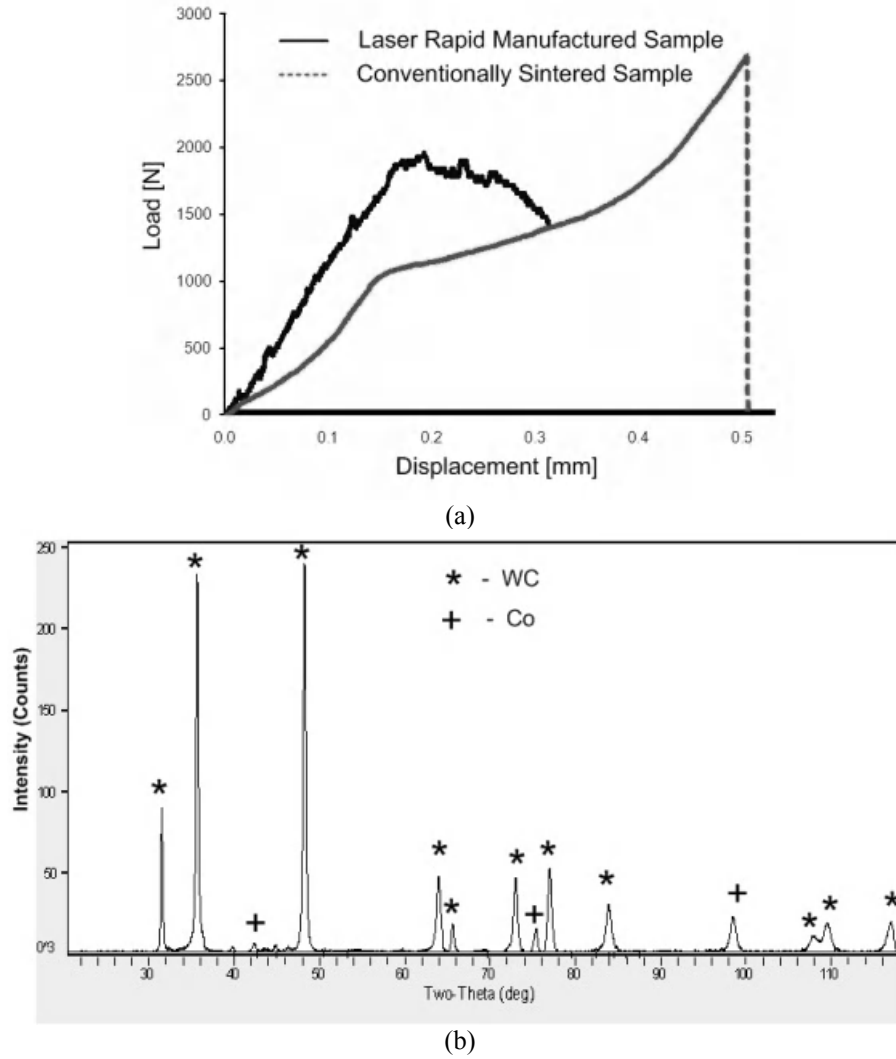 3000
2500
2000
1500
1000
500
0
Load [N]
Laser Rapid Manufactured Sample
Conventionally Sintered Sample
0.0 0.1 0.2 0.3 0.4 0.5
Displacement [mm]
(a)
250
200
150
100
50
Intensity (Counts)
* - WC
+ - Co
* * * + * * * + * * + * * *
30 40 50 60 70 80 90 100 110
Two-Theta (deg)
(b)